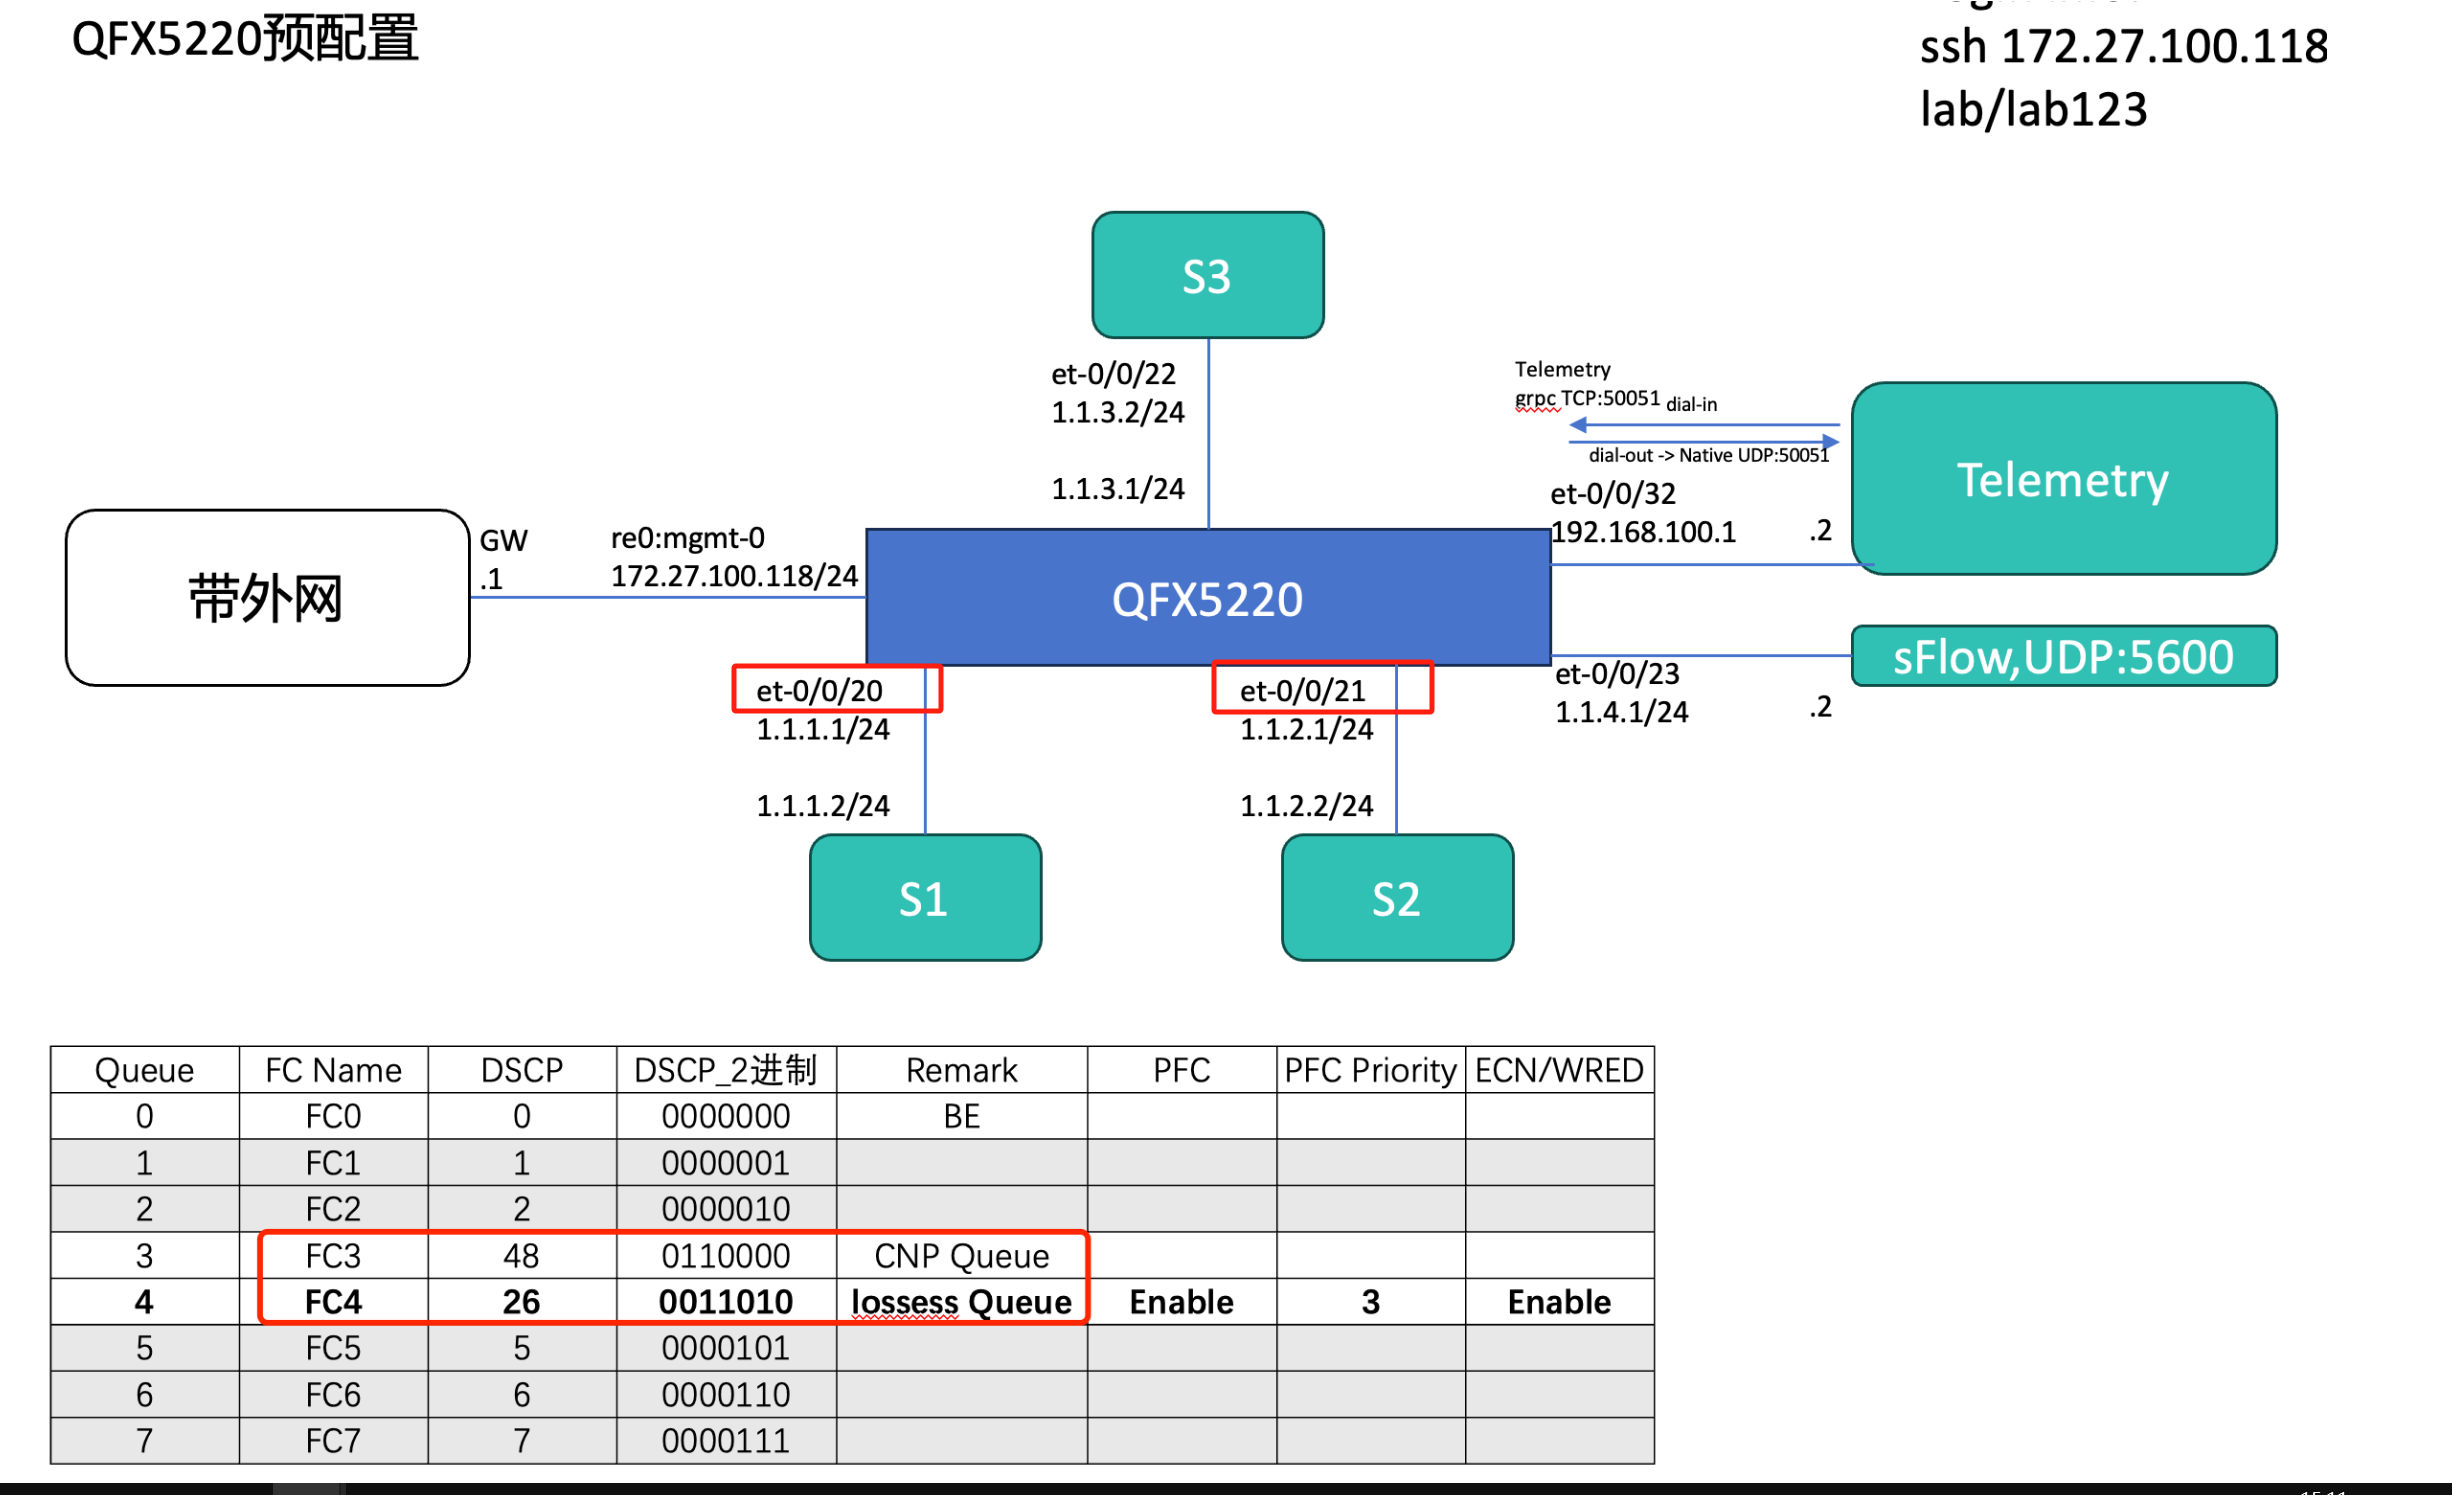 QFX5220预配置
ssh 172.27.100.118
lab/lab123
S3
et-0/0/22
1.1.3.2/24
1.1.3.1/24
Telemetry
grpc TCP:50051
dial-in
dial-out -> Native UDP:50051
et-0/0/32
192.168.100.1
.2
Telemetry
带外网
GW
.1
re0:mgmt-0
172.27.100.118/24
QFX5220
sFlow,UDP:5600
et-0/0/23
1.1.4.1/24
.2
et-0/0/20
1.1.1.1/24
1.1.1.2/24
et-0/0/21
1.1.2.1/24
1.1.2.2/24
S1
S2
Queue FC Name DSCP DSCP_2进制 Remark PFC PFC Priority ECN/WRED
0 FC0 0 0000000 BE
1 FC1 1 0000001
2 FC2 2 0000010
3 FC3 48 0110000 CNP Queue
4 FC4 26 0011010 lossess Queue Enable 3 Enable
5 FC5 5 0000101
6 FC6 6 0000110
7 FC7 7 0000111